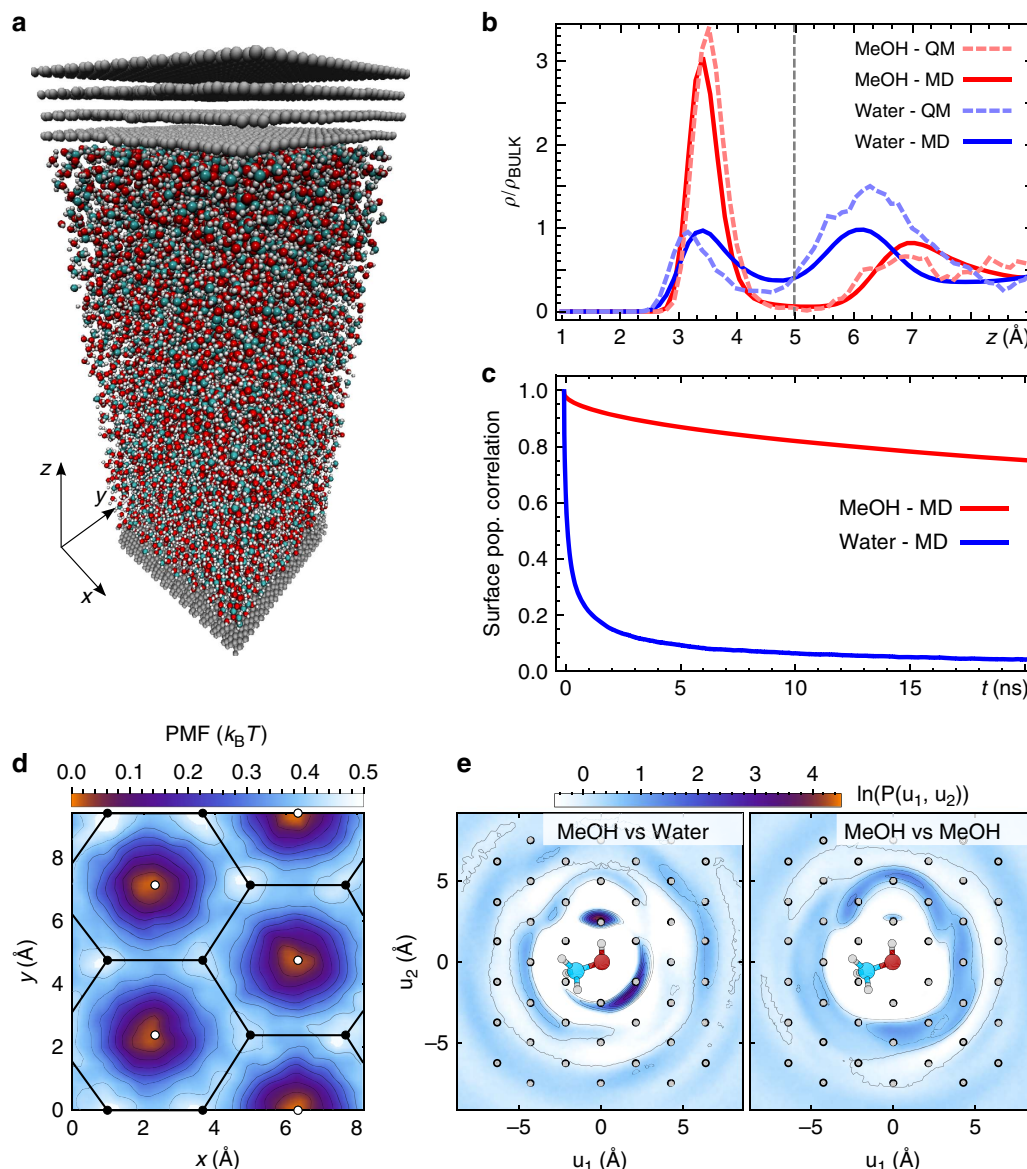 a
z
y
x
b
ρ/ρBULK
3
2
1
0
MeOH - QM
MeOH - MD
Water - QM
Water - MD
1 2 3 4 5 6 7 z (Å)
c
Surface pop. correlation
1.0
0.8
0.6
0.4
0.2
0.0
MeOH - MD
Water - MD
0 5 10 15 t (ns)
d
PMF (kBT)
0.0 0.1 0.2 0.3 0.4 0.5
y (Å)
8
6
4
2
0
0 2 4 6 8
x (Å)
e
0 1 2 3 4 ln(P(u1, u2))
MeOH vs Water
MeOH vs MeOH
u2 (Å)
5
0
−5
−5 0 5
−5 0 5
u1 (Å)
u1 (Å)